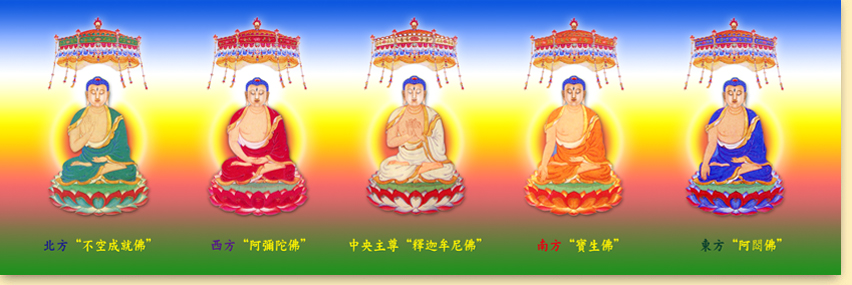 北方“不空成就佛”
西方“阿彌陀佛”
中央主尊“釋迦牟尼佛”
南方“寶生佛”
東方“阿閦佛”